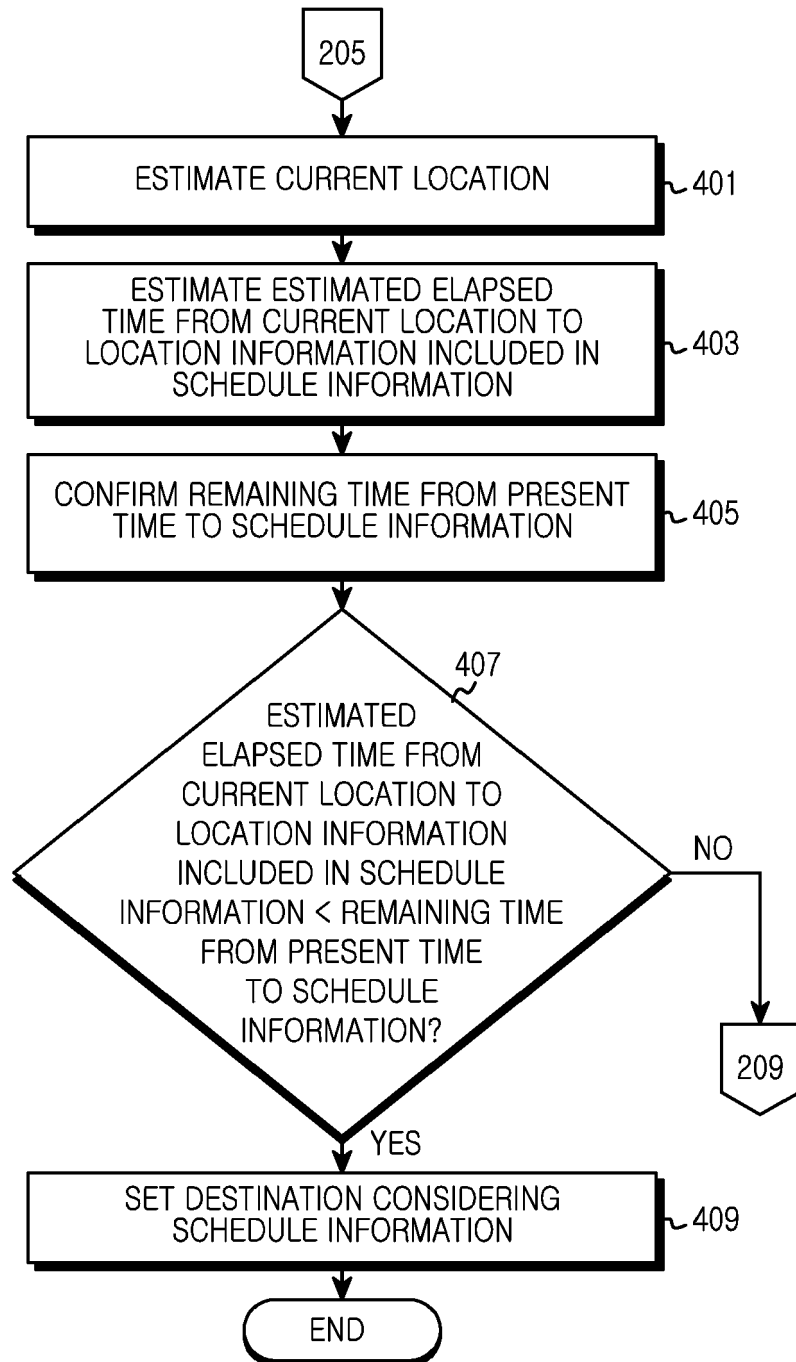 205
ESTIMATE CURRENT LOCATION
401
ESTIMATE ESTIMATED ELAPSED
TIME FROM CURRENT LOCATION TO
LOCATION INFORMATION INCLUDED IN
SCHEDULE INFORMATION
403
CONFIRM REMAINING TIME FROM PRESENT
TIME TO SCHEDULE INFORMATION
405
407
ESTIMATED
ELAPSED TIME FROM
CURRENT LOCATION TO
LOCATION INFORMATION
INCLUDED IN SCHEDULE
INFORMATION < REMAINING TIME
FROM PRESENT TIME
TO SCHEDULE
INFORMATION?
NO
209
YES
SET DESTINATION CONSIDERING
SCHEDULE INFORMATION
409
END